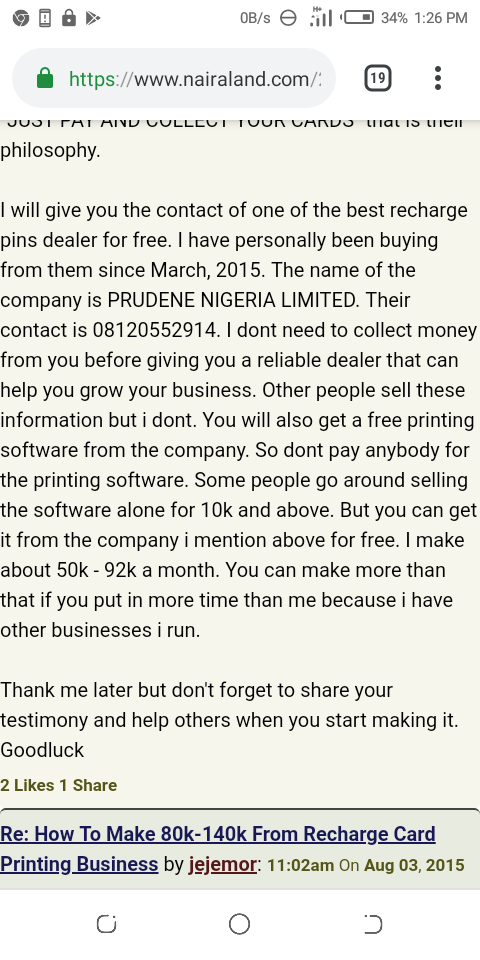 0B/s H+ 34% 1:26 PM
https://www.nairaland.com/2
19
"JUST PAY AND COLLECT YOUR CARDS" that is their
philosophy.
I will give you the contact of one of the best recharge
pins dealer for free. I have personally been buying
from them since March, 2015. The name of the
company is PRUDENE NIGERIA LIMITED. Their
contact is 08120552914. I dont need to collect money
from you before giving you a reliable dealer that can
help you grow your business. Other people sell these
information but i dont. You will also get a free printing
software from the company. So dont pay anybody for
the printing software. Some people go around selling
the software alone for 10k and above. But you can get
it from the company i mention above for free. I make
about 50k - 92k a month. You can make more than
that if you put in more time than me because i have
other businesses i run.
Thank me later but don't forget to share your
testimony and help others when you start making it.
Goodluck
2 Likes 1 Share
Re: How To Make 80k-140k From Recharge Card
Printing Business by jejemor: 11:02am On Aug 03, 2015